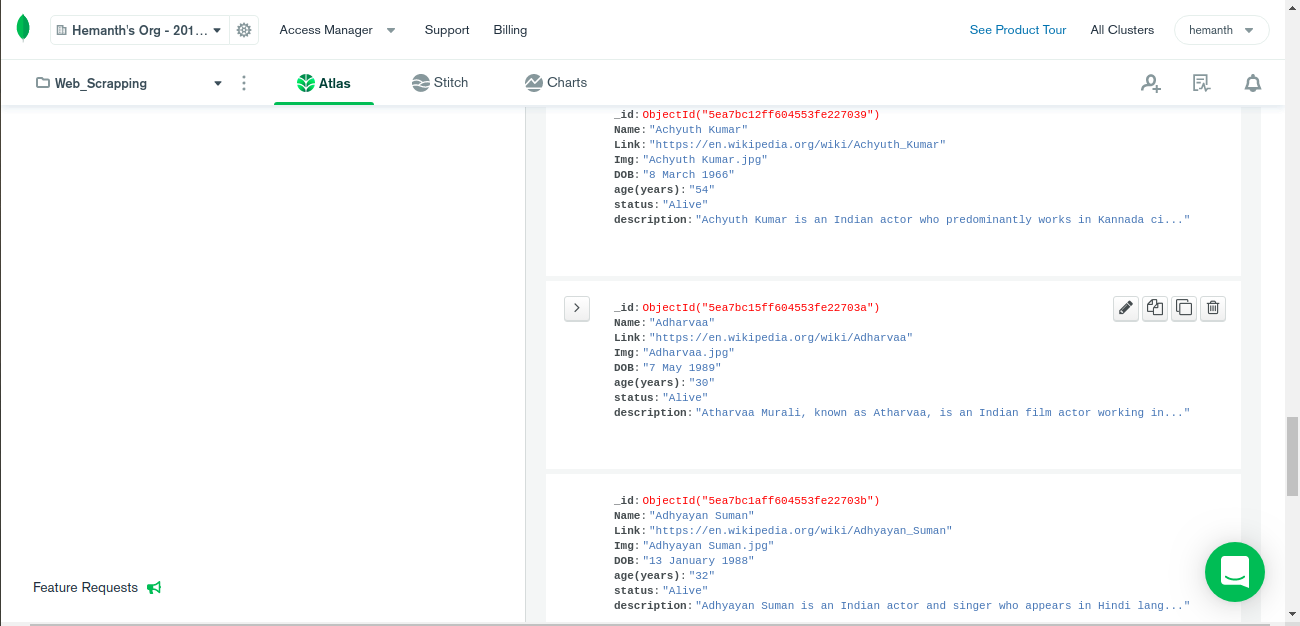 Hemanth's Org - 201...
Access Manager
Support
Billing
See Product Tour
All Clusters
hemanth
Web_Scrapping
Atlas
Stitch
Charts
_id: ObjectId("5ea7bc12ff604553fe227039")
Name: "Achyuth Kumar"
Link: "https://en.wikipedia.org/wiki/Achyuth_Kumar"
Img: "Achyuth Kumar.jpg"
DOB: "8 March 1966"
age(years): "54"
status: "Alive"
description: "Achyuth Kumar is an Indian actor who predominantly works in Kannada ci..."
_id: ObjectId("5ea7bc15ff604553fe22703a")
Name: "Adharvaa"
Link: "https://en.wikipedia.org/wiki/Adharvaa"
Img: "Adharvaa.jpg"
DOB: "7 May 1989"
age(years): "30"
status: "Alive"
description: "Atharvaa Murali, known as Atharvaa, is an Indian film actor working in..."
_id: ObjectId("5ea7bc1aff604553fe22703b")
Name: "Adhyayan Suman"
Link: "https://en.wikipedia.org/wiki/Adhyayan_Suman"
Img: "Adhyayan Suman.jpg"
DOB: "13 January 1988"
age(years): "32"
status: "Alive"
description: "Adhyayan Suman is an Indian actor and singer who appears in Hindi lang..."
Feature Requests